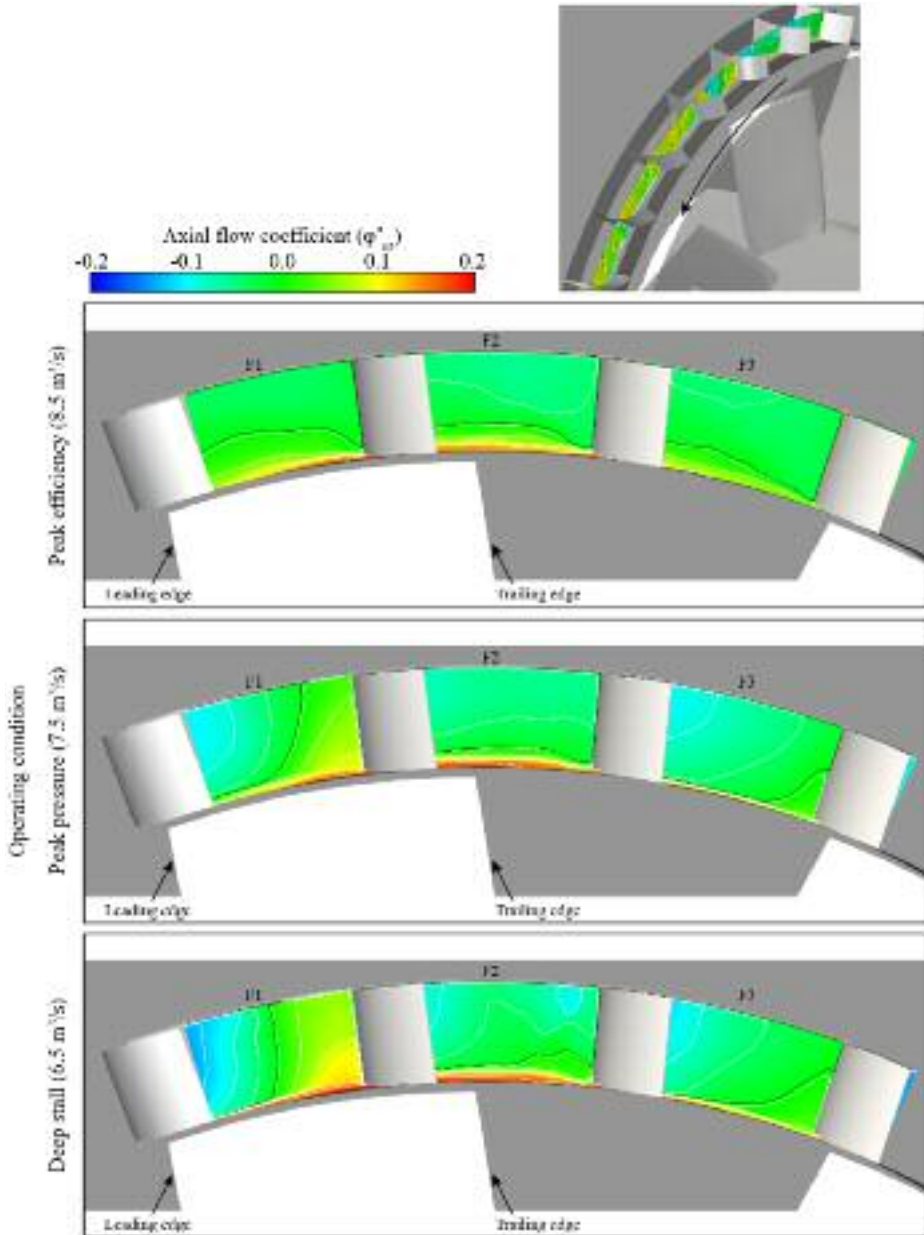 Axial flow coefficient (φ*ax)
-0.2 -0.1 0.0 0.1 0.2
Operating condition
Peak efficiency (8.5 m³/s)
F1 F2 F3
Leading edge Trailing edge
Peak pressure (7.5 m³/s)
F1 F2 F3
Leading edge Trailing edge
Deep stall (6.5 m³/s)
F1 F2 F3
Leading edge Trailing edge